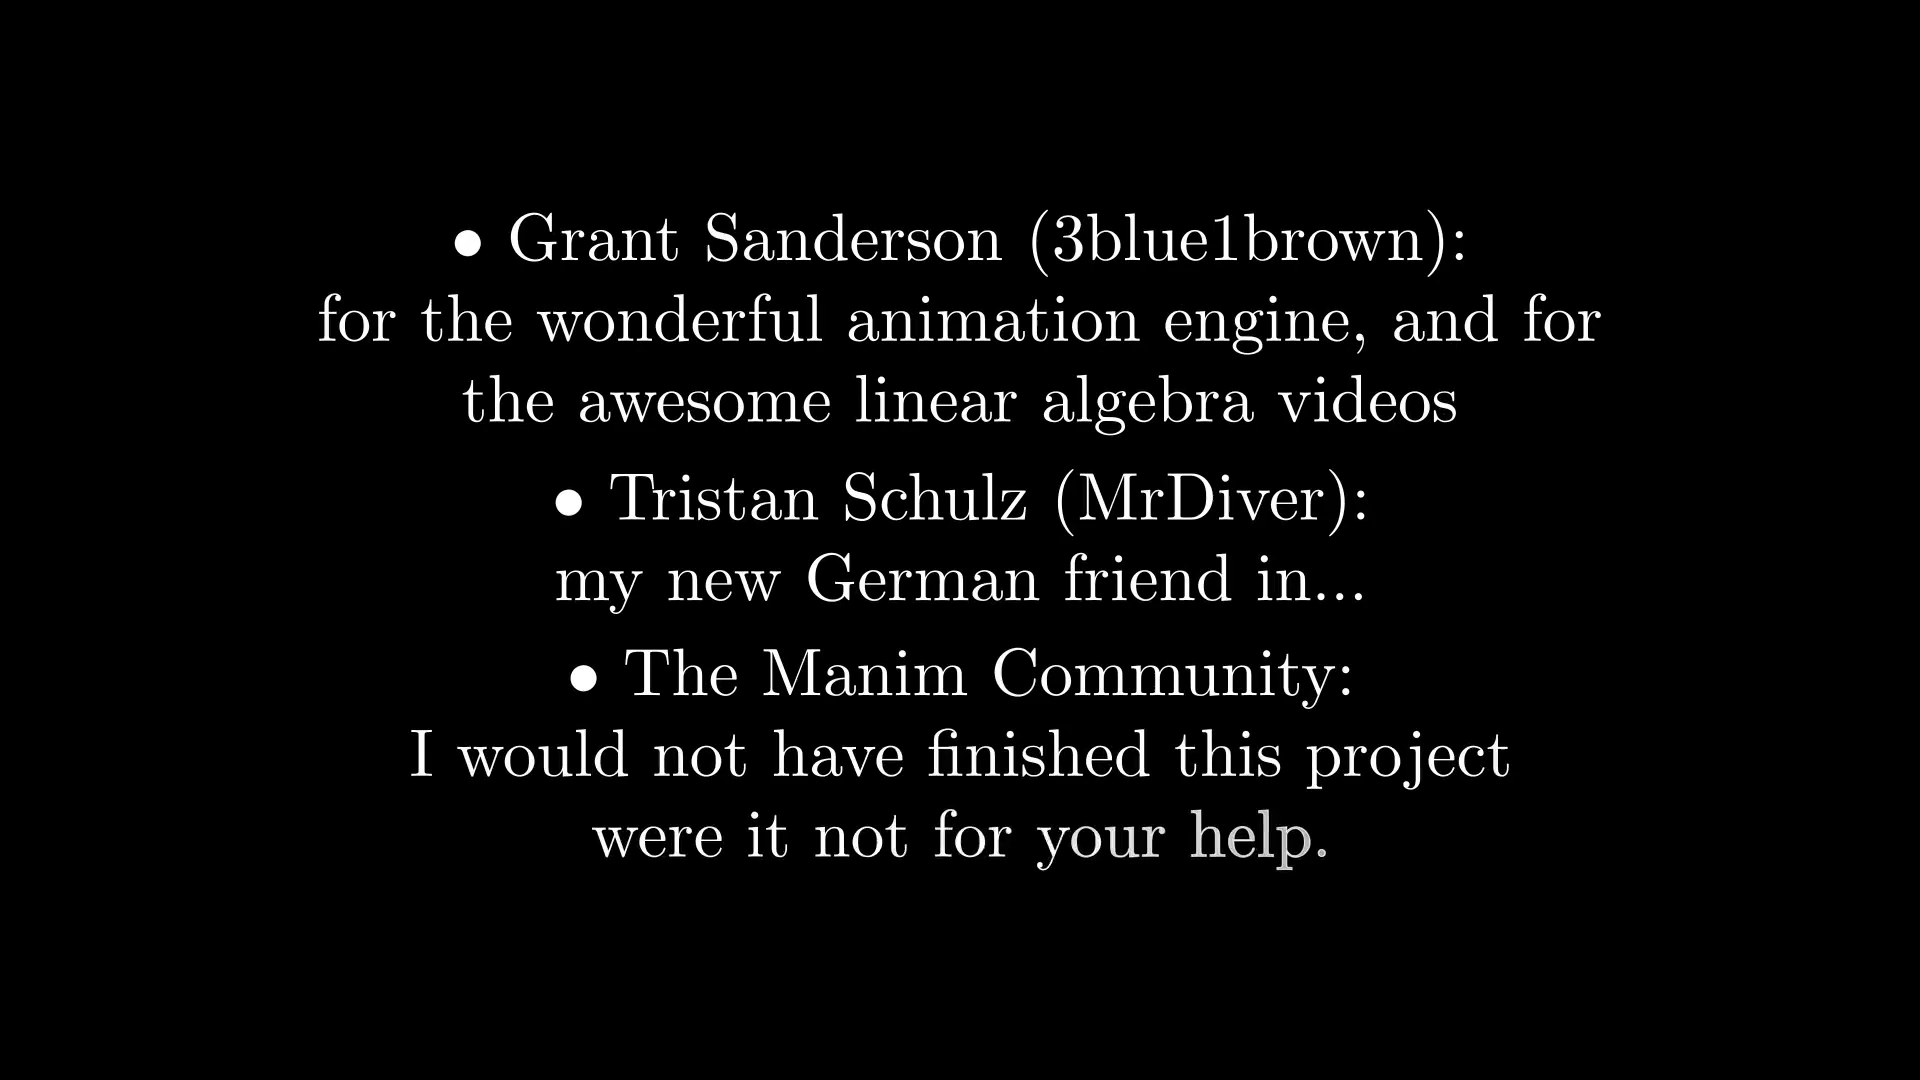 • Grant Sanderson (3blue1brown):
for the wonderful animation engine, and for
the awesome linear algebra videos
• Tristan Schulz (MrDiver):
my new German friend in...
• The Manim Community:
I would not have finished this project
were it not for your help.